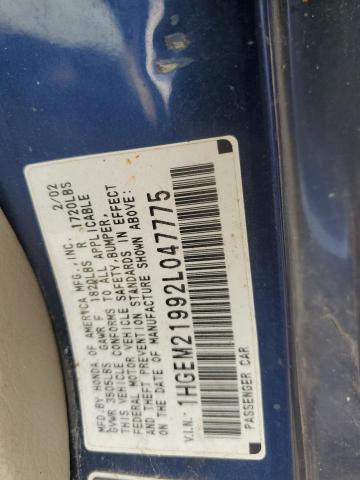 MFD BY HONDA OF AMERICA MFG., INC. 2/02
GVWR 3505LBS GAWR F 1820LBS R 1720LBS
THIS VEHICLE CONFORMS TO ALL APPLICABLE
FEDERAL MOTOR VEHICLE SAFETY, BUMPER,
THEFT PREVENTION STANDARDS IN EFFECT
ON THE DATE OF MANUFACTURE SHOWN ABOVE.
V.I.N.- 1HGEM21992L047775
PASSENGER CAR